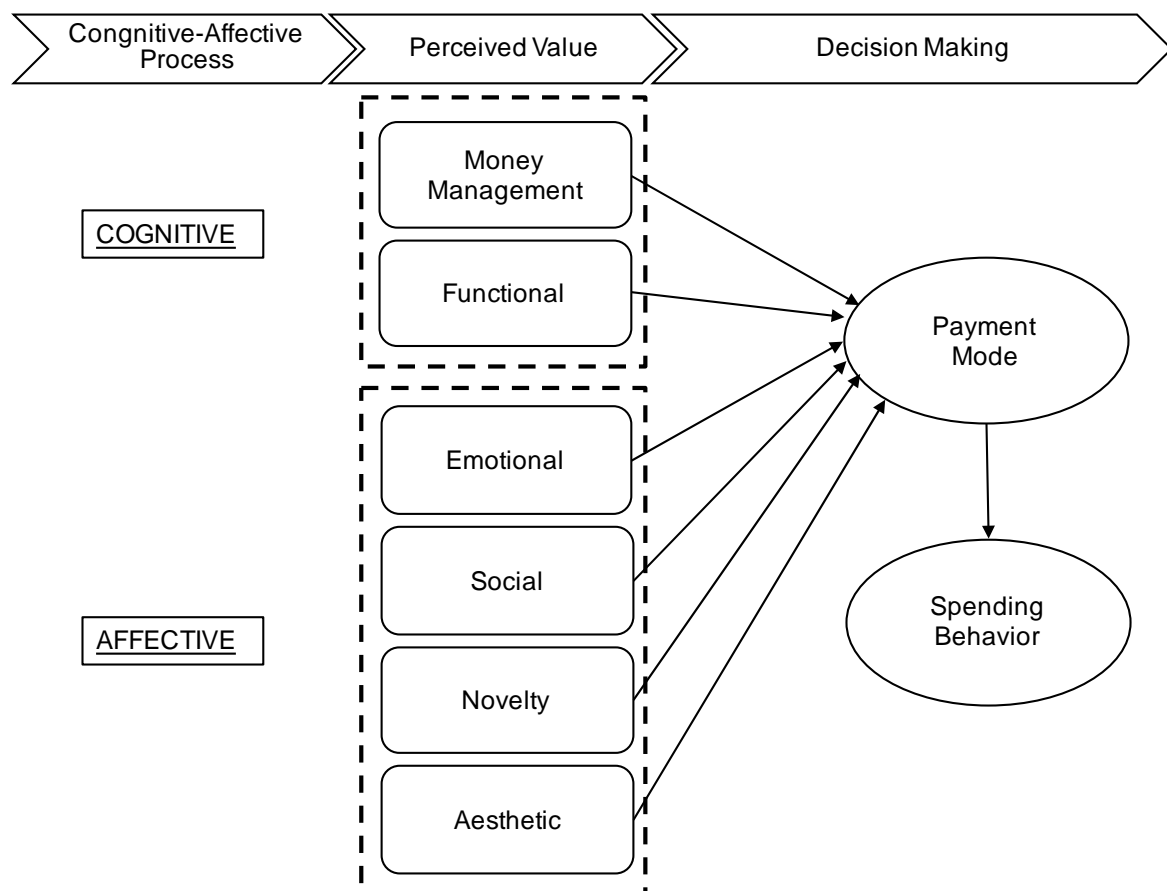 Congnitive-Affective
Process
Perceived Value
Decision Making
Money
Management
COGNITIVE
Functional
Payment
Mode
Emotional
Social
Spending
Behavior
AFFECTIVE
Novelty
Aesthetic